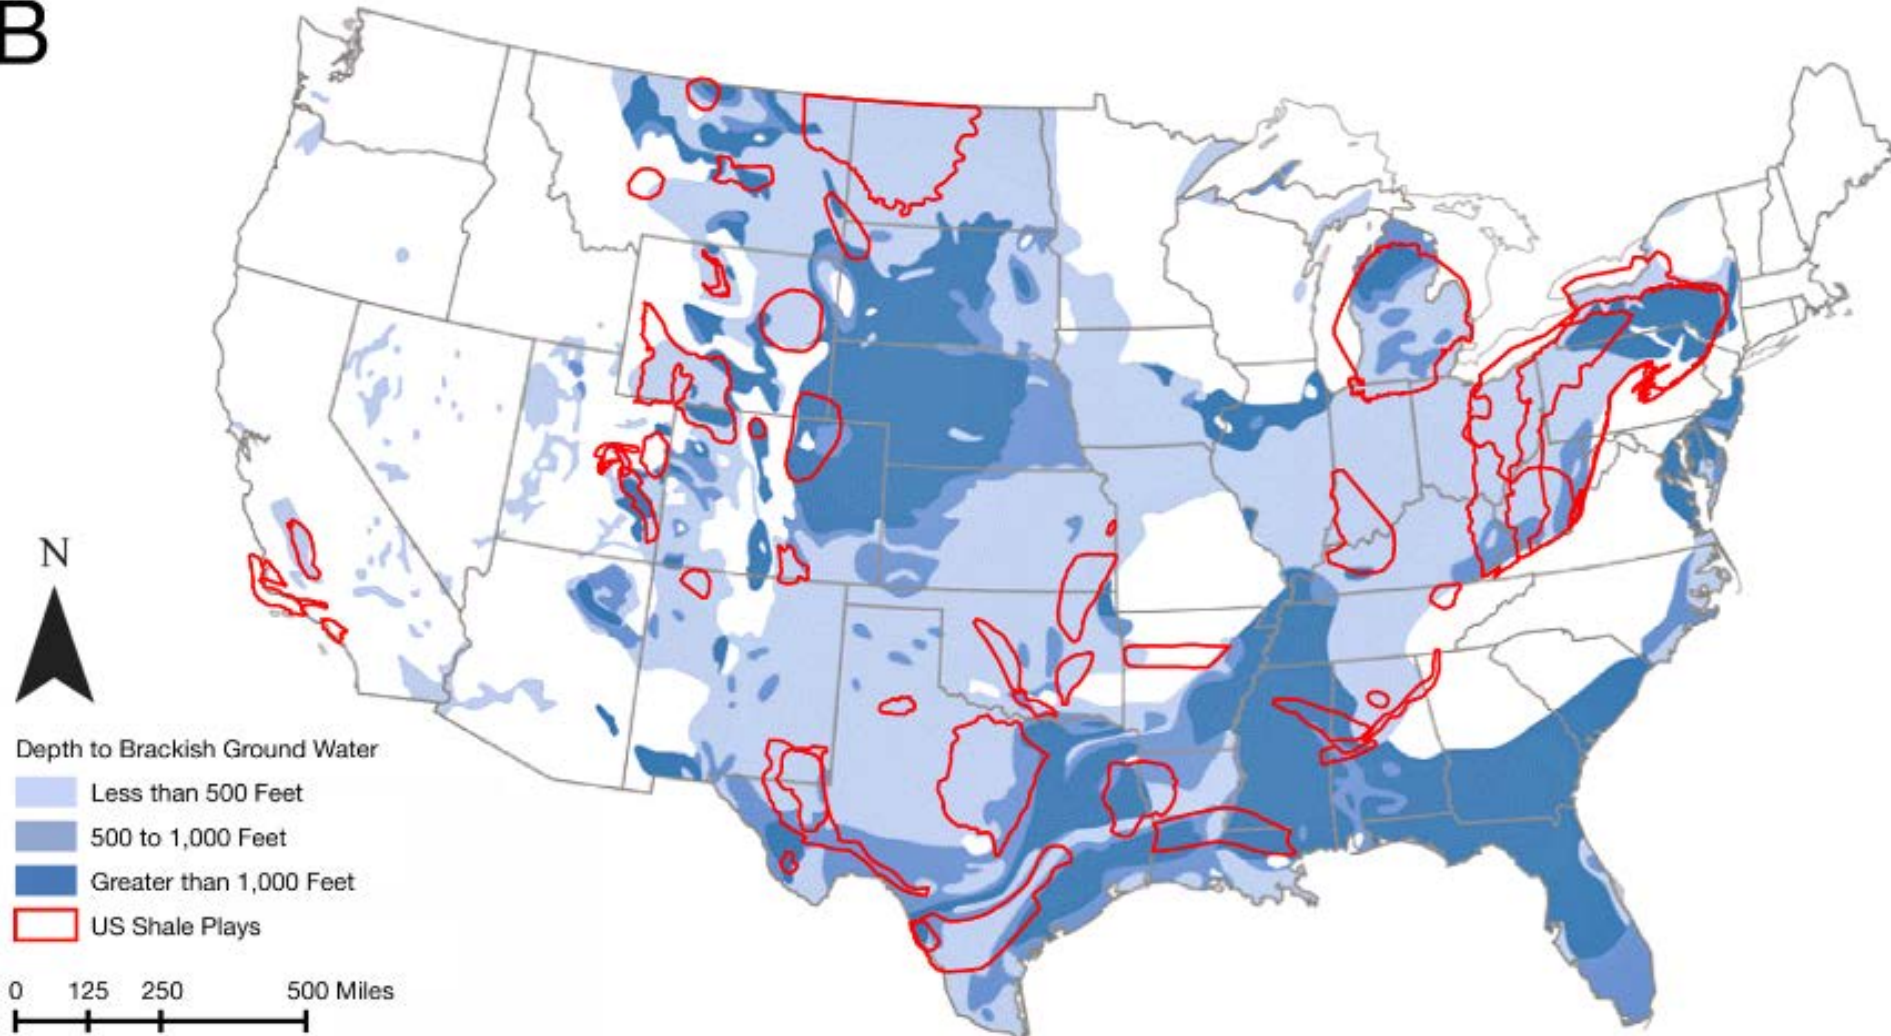 B
N
Depth to Brackish Ground Water
Less than 500 Feet
500 to 1,000 Feet
Greater than 1,000 Feet
US Shale Plays
0 125 250 500 Miles